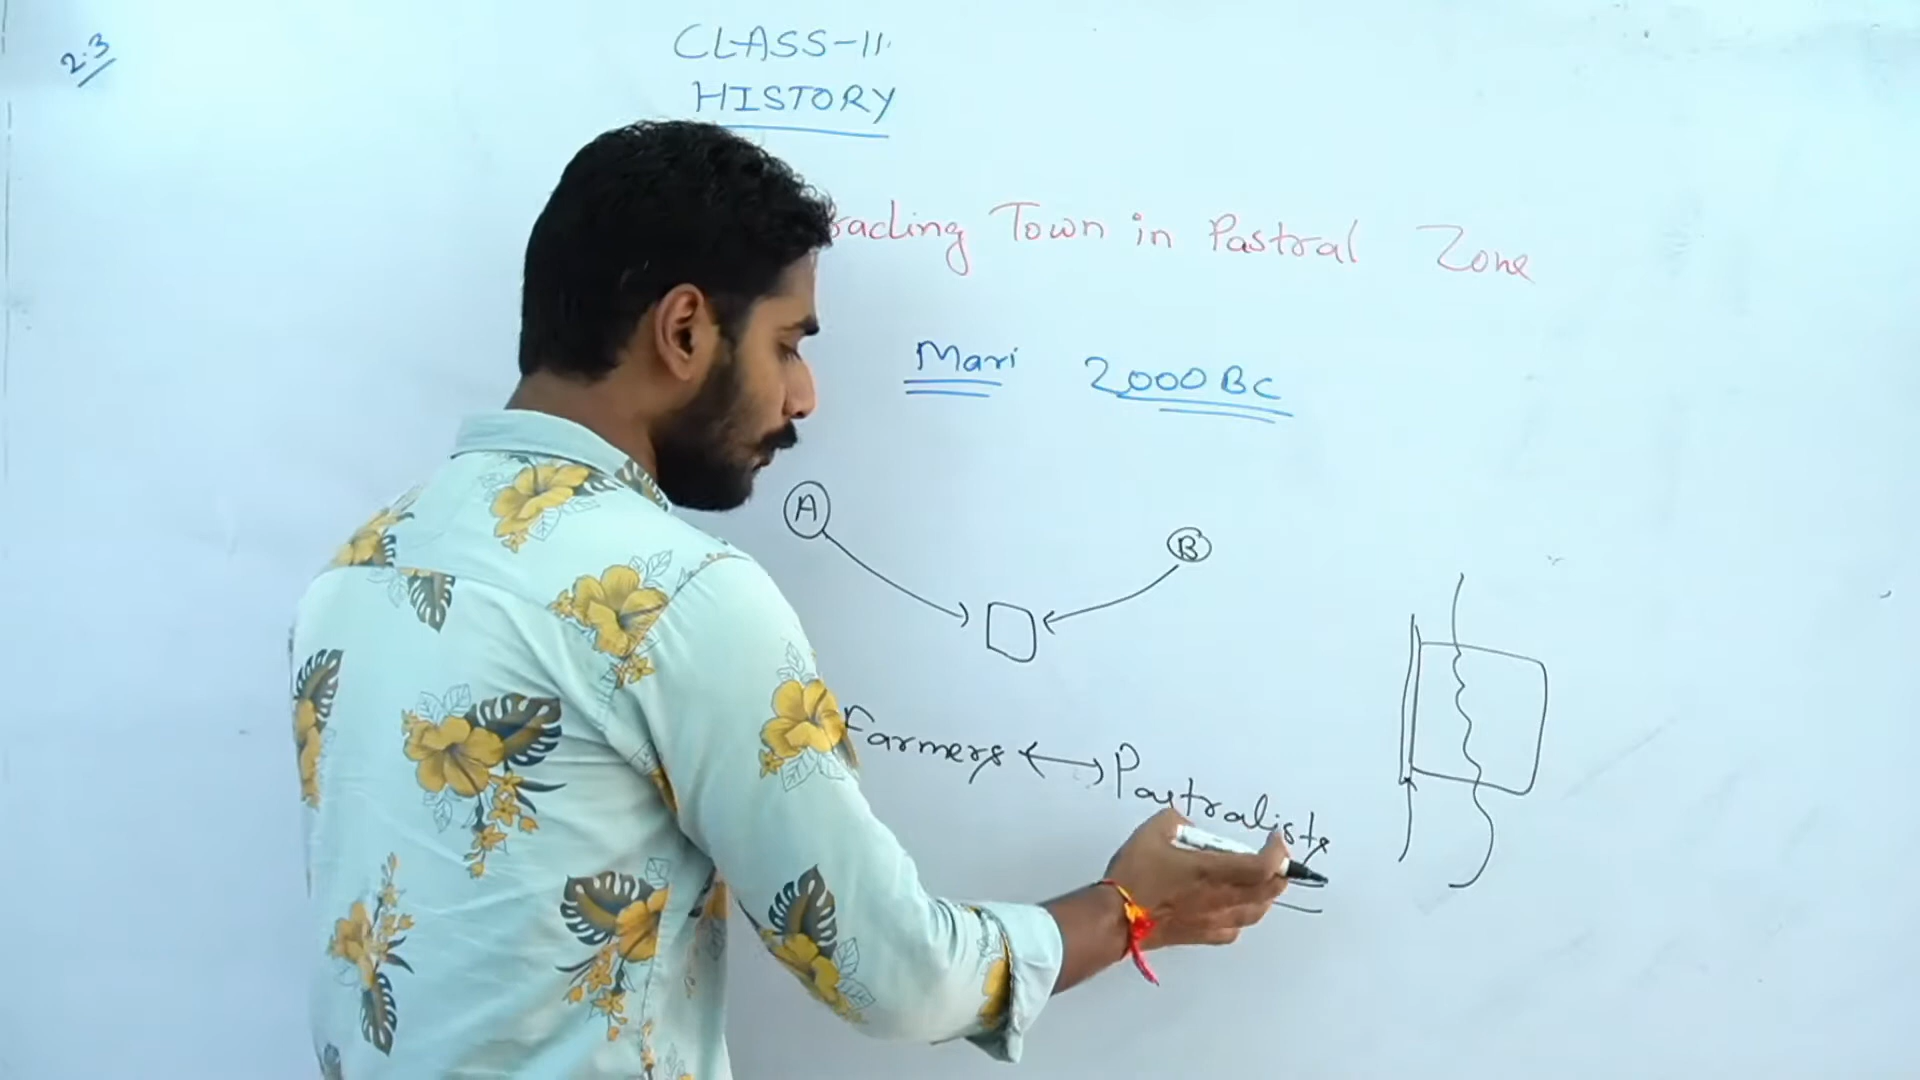 2.3
CLASS-11
HISTORY
Town in Pastral Zone
Mari 2000 BC
A
B
Farmers Pastralists